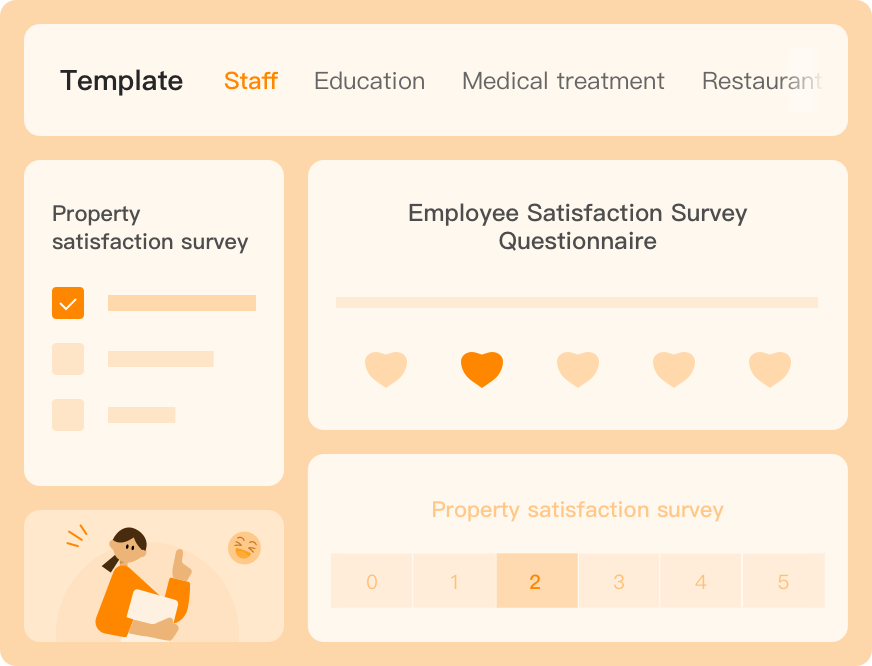 Template Staff Education Medical treatment Restaurant
Property
satisfaction survey
Employee Satisfaction Survey
Questionnaire
Property satisfaction survey
0 1 2 3 4 5